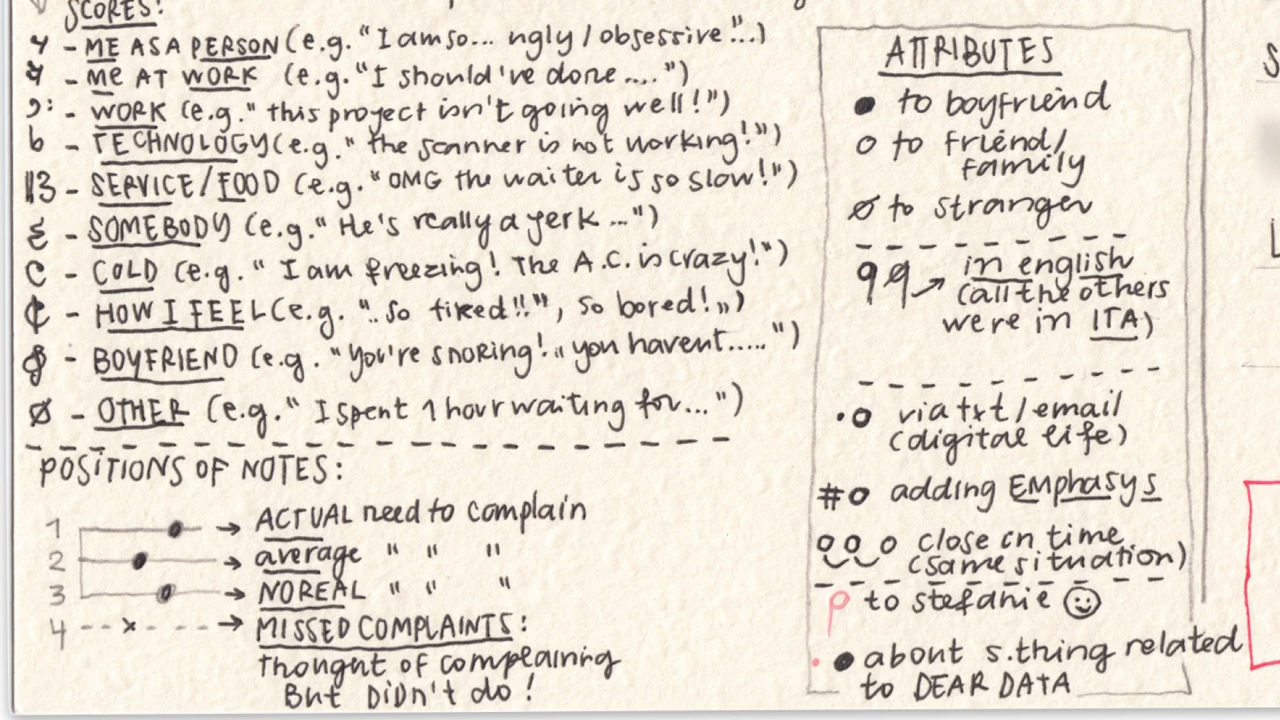 SCORES:
- ME AS A PERSON (e.g. "I am so... ugly / obsessive"...)
- ME AT WORK (e.g. "I should've done....")
- WORK (e.g. "this project isn't going well!")
- TECHNOLOGY (e.g. "the scanner is not working!")
- SERVICE/FOOD (e.g. "OMG the waiter is so slow!")
- SOMEBODY (e.g. "He's really a jerk ...")
- COLD (e.g. "I am freezing! The A.C. is crazy!")
- HOW I FEEL (e.g. ".. so tired!!", so bored!")
- BOYFRIEND (e.g. "You're snoring!" you havent.....")
- OTHER (e.g. "I spent 1 hour waiting for...")
POSITIONS OF NOTES:
1 → ACTUAL need to complain
2 → average " " "
3 → NO REAL " " "
4 --x-- → MISSED COMPLAINTS:
thought of complaining
BUT DIDN'T do!
ATTRIBUTES
to boyfriend
to friend/
family
to stranger
in english
(all the others
were in ITA)
via txt / email
(digital life)
# adding EMPHASYS
close in time
(same situation)
to stefanie ☺
about s.thing related
to DEAR DATA